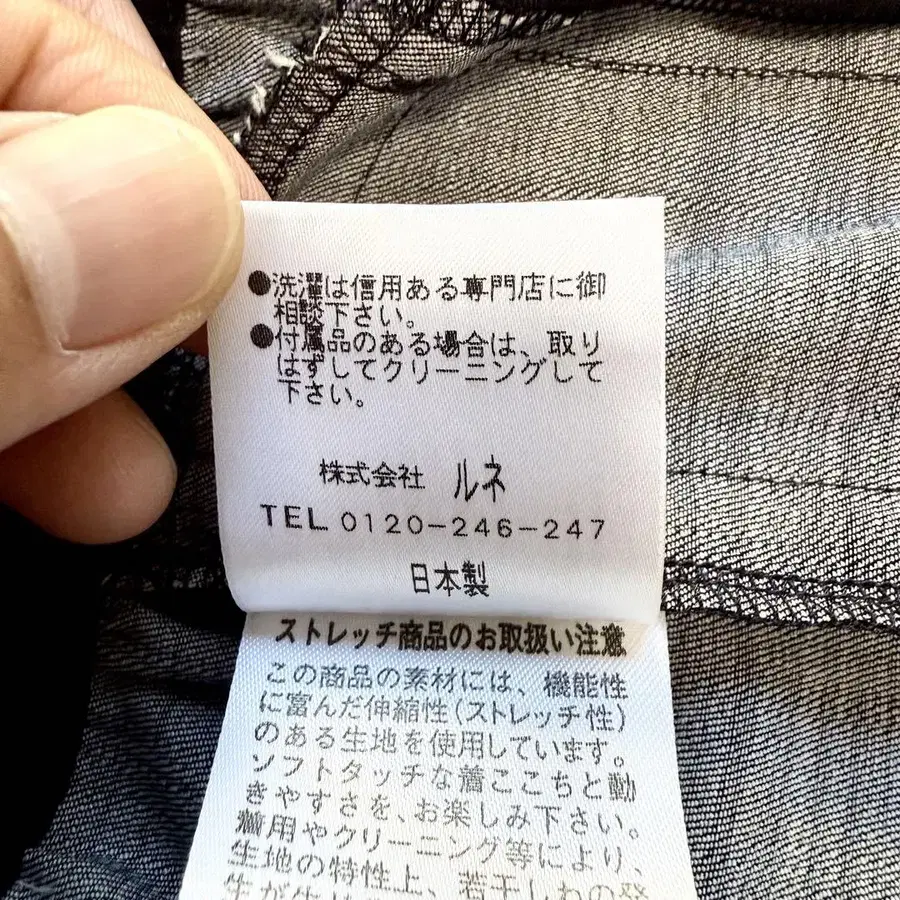 ●洗濯は信用ある専門店に御
相談下さい。
●付属品のある場合は、取り
はずしてクリーニングして
下さい。
株式会社 ルネ
TEL 0120-246-247
日本製
ストレッチ商品のお取扱い注意
この商品の素材には、機能性
に富んだ伸縮性(ストレッチ性)
のある生地を使用しています。
ソフトタッチな着ごこちと動
きやすさを、お楽しみ下さい。
着用やクリーニング等により、
生地の特性上、若干しわの発